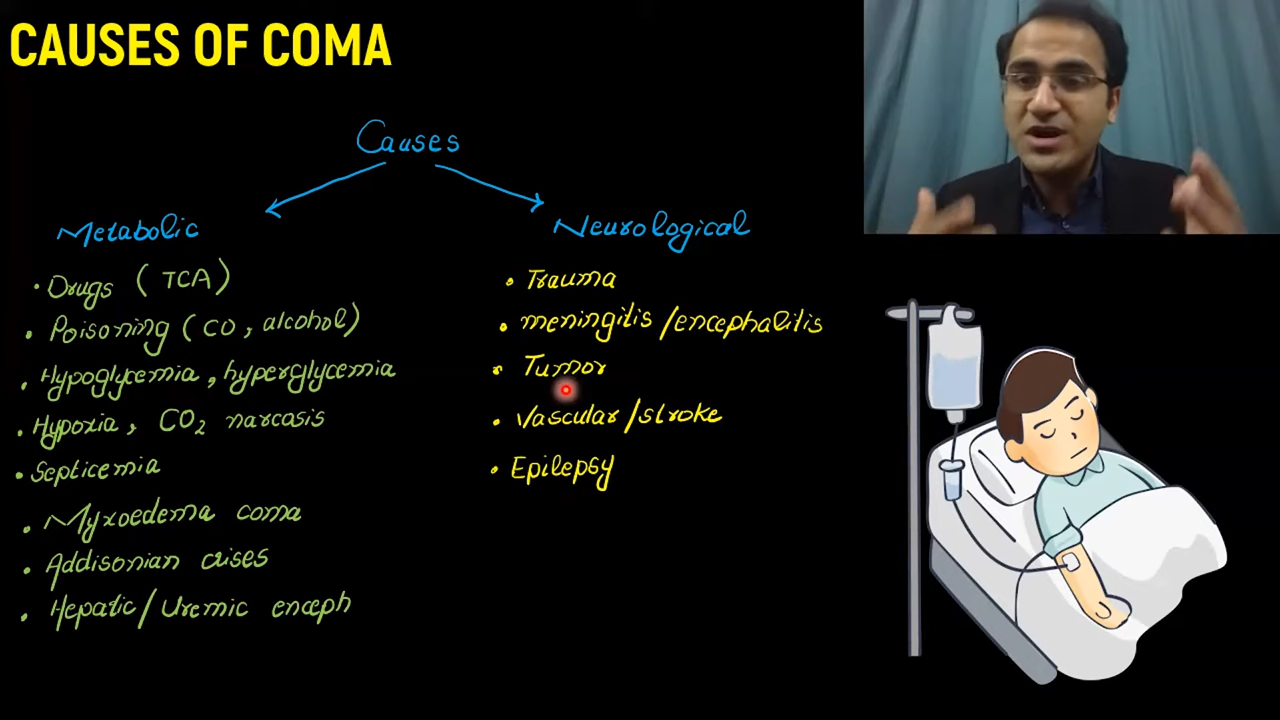 CAUSES OF COMA
Causes
Metabolic
• Drugs (TCA)
• Poisoning (CO, alcohol)
• Hypoglycemia, hyperglycemia
• Hypoxia, CO₂ narcosis
• Septicemia
• Myxoedema coma
• Addisonian crises
• Hepatic/Uremic enceph
Neurological
• Trauma
• meningitis/encephalitis
• Tumor
• Vascular/stroke
• Epilepsy